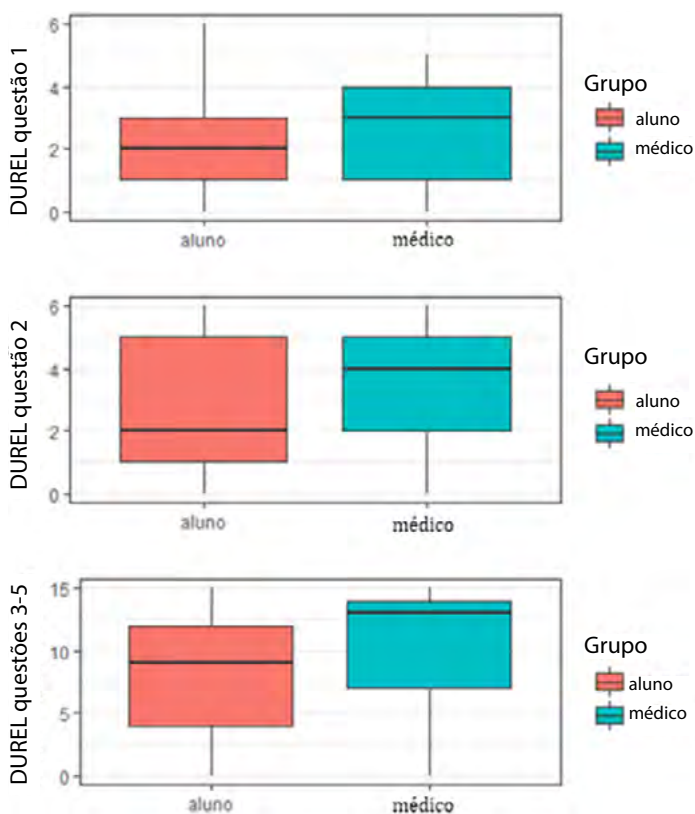 DUREL questão 1
6
4
2
0
aluno
médico
Grupo
aluno
médico
DUREL questão 2
6
4
2
0
aluno
médico
Grupo
aluno
médico
DUREL questões 3-5
15
10
5
0
aluno
médico
Grupo
aluno
médico